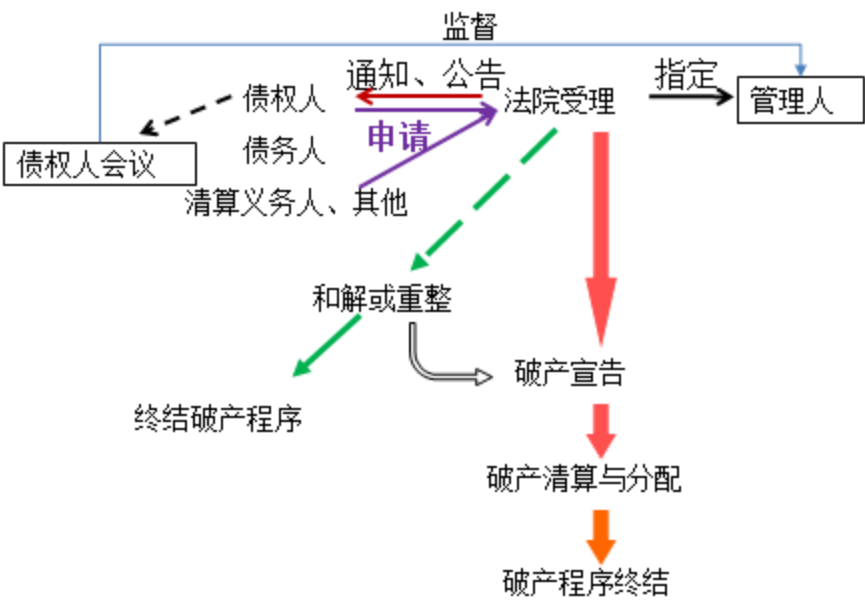 监督
通知、公告
指定
债权人
法院受理
管理人
申请
债务人
债权人会议
清算义务人、其他
和解或重整
破产宣告
终结破产程序
破产清算与分配
破产程序终结